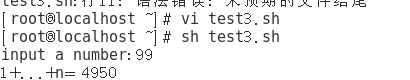 test3.sh:行11: 语法错误: 未预期的文件结尾
[root@localhost ~]# vi test3.sh
[root@localhost ~]# sh test3.sh
input a number:99
1+...+n= 4950